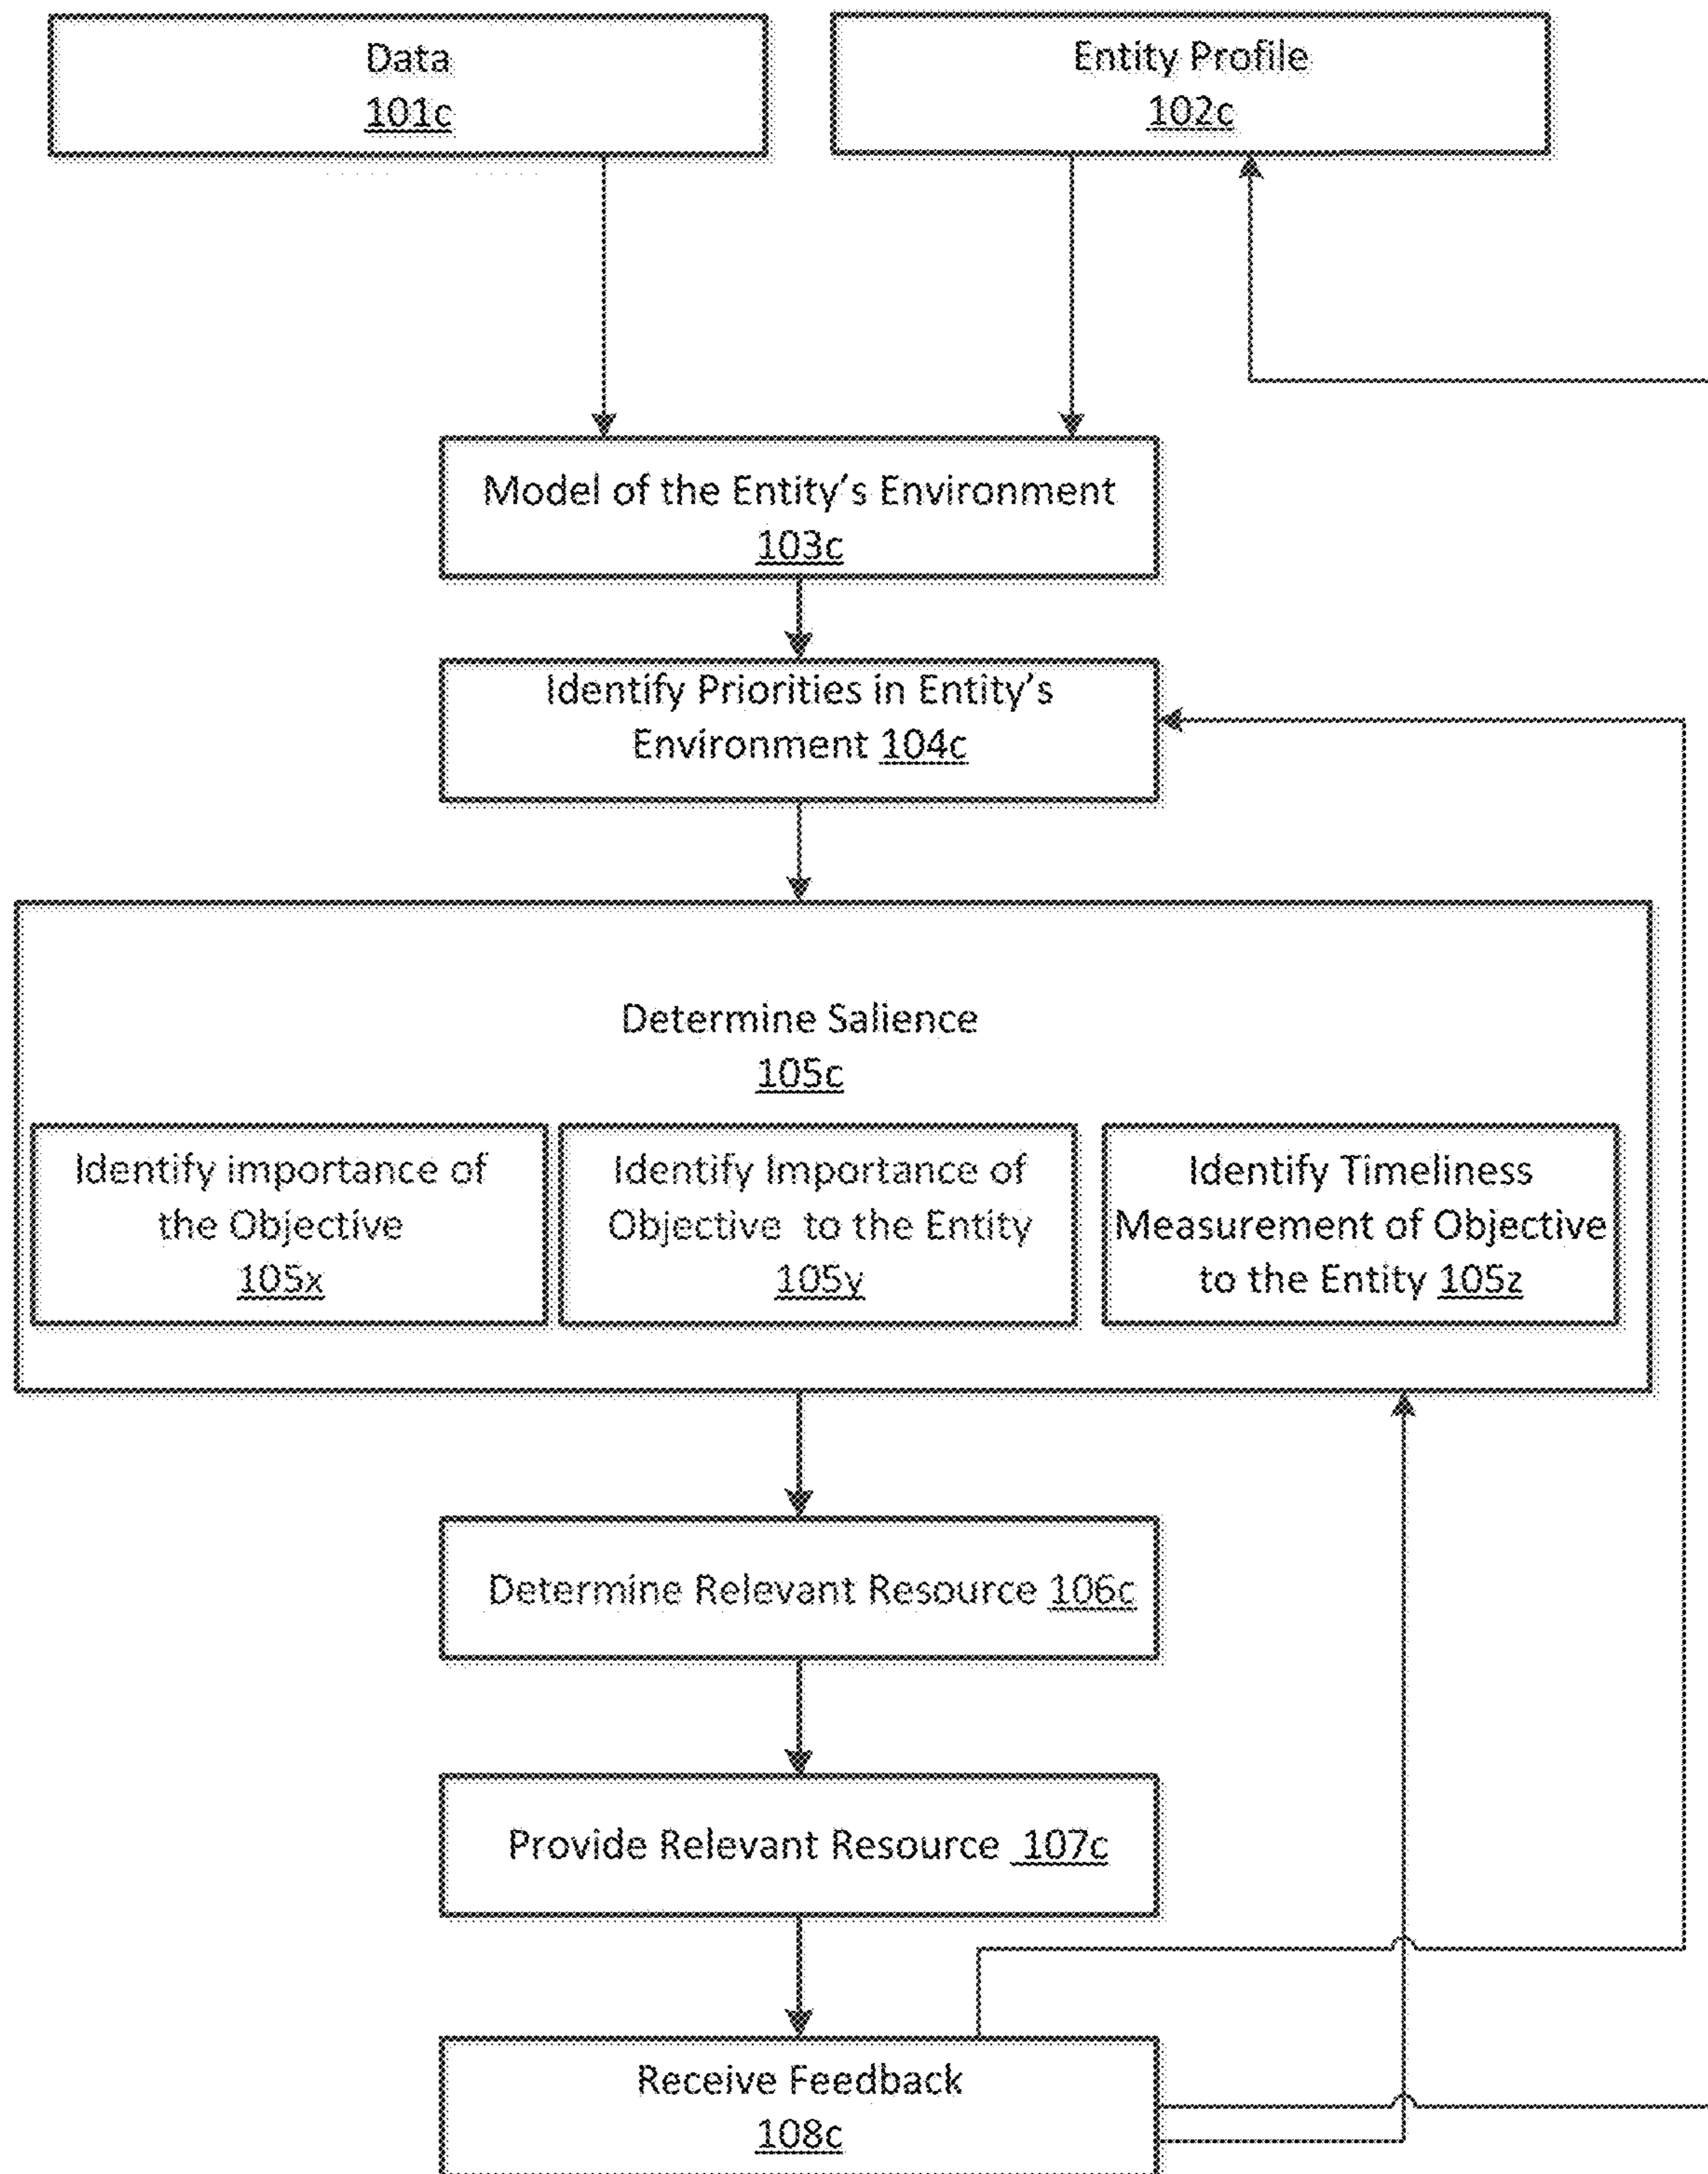 Data
101c
Entity Profile
102c
Model of the Entity's Environment
103c
Identify Priorities in Entity's
Environment 104c
Determine Salience
105c
Identify importance of
the Objective
105x
Identify Importance of
Objective to the Entity
105y
Identify Timeliness
Measurement of Objective
to the Entity 105z
Determine Relevant Resource 106c
Provide Relevant Resource 107c
Receive Feedback
108c